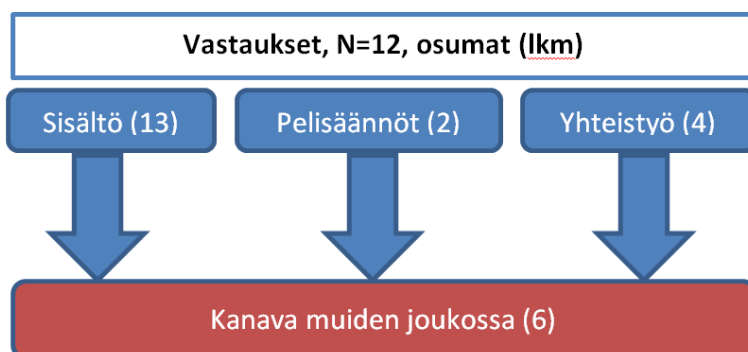 Vastaukset, N=12, osumat (lkm)
Sisältö (13)
Pelisäännöt (2)
Yhteistyö (4)
Kanava muiden joukossa (6)